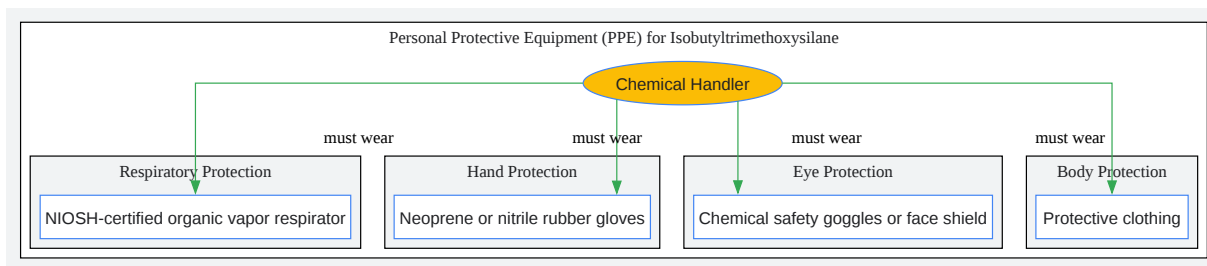 Personal Protective Equipment (PPE) for Isobutyltrimethoxysilane
Chemical Handler
must wear
must wear
must wear
must wear
Respiratory Protection
Hand Protection
Eye Protection
Body Protection
NIOSH-certified organic vapor respirator
Neoprene or nitrile rubber gloves
Chemical safety goggles or face shield
Protective clothing